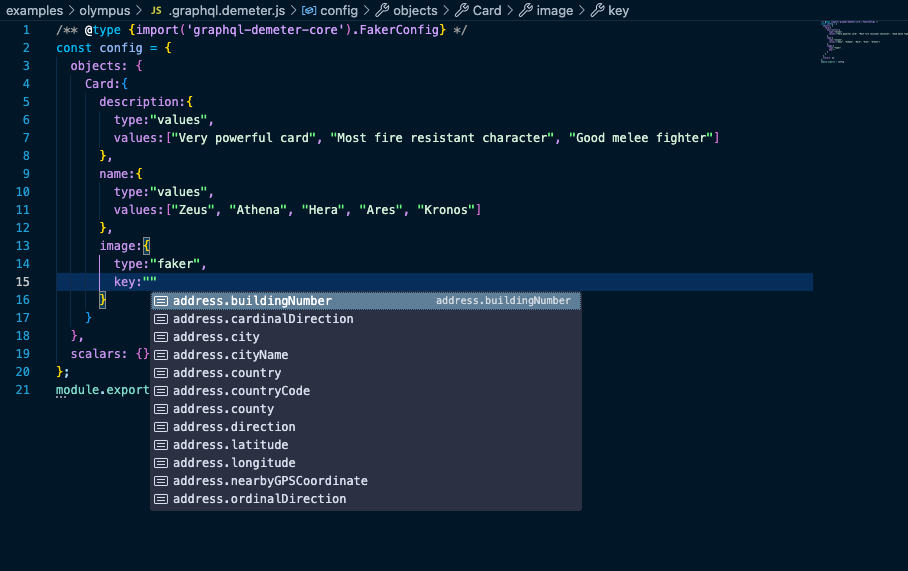 examples > olympus > JS .graphql.demeter.js > config > objects > Card > image > key
1 /** @type {import('graphql-demeter-core').FakerConfig} */
2 const config = {
3 objects: {
4 Card:{
5 description:{
6 type:"values",
7 values:["Very powerful card", "Most fire resistant character", "Good melee fighter"]
8 },
9 name:{
10 type:"values",
11 values:["Zeus", "Athena", "Hera", "Ares", "Kronos"]
12 },
13 image:{
14 type:"faker",
15 key:""
16 }
17 }
18 },
19 scalars: {}
20 };
21 module.export
address.buildingNumber address.buildingNumber
address.cardinalDirection
address.city
address.cityName
address.country
address.countryCode
address.county
address.direction
address.latitude
address.longitude
address.nearbyGPSCoordinate
address.ordinalDirection